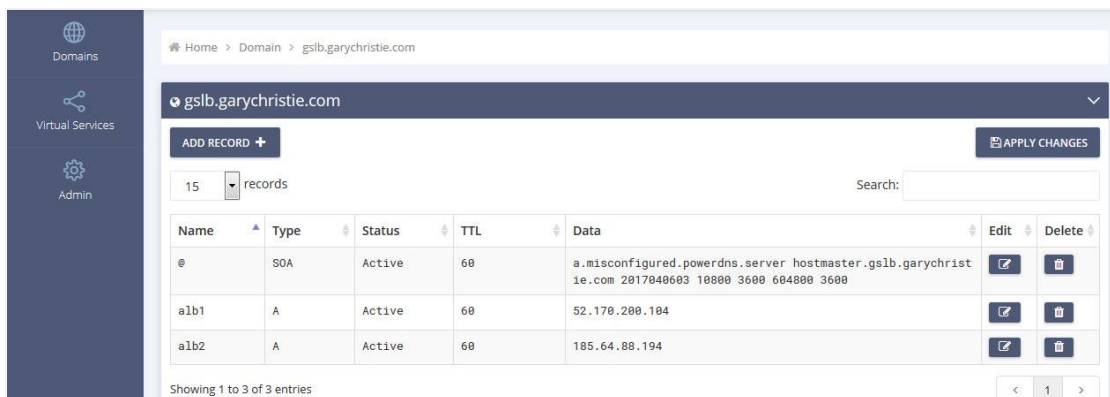 Domains
Virtual Services
Admin
Home > Domain > gslb.garychristie.com
gslb.garychristie.com
ADD RECORD +
APPLY CHANGES
15 records
Search:
Name Type Status TTL Data Edit Delete
@ SOA Active 60 a.misconfigured.powerdns.server hostmaster.gslb.garychrist
ie.com 2017040603 10800 3600 604800 3600
alb1 A Active 60 52.170.200.104
alb2 A Active 60 185.64.88.194
Showing 1 to 3 of 3 entries
< 1 >